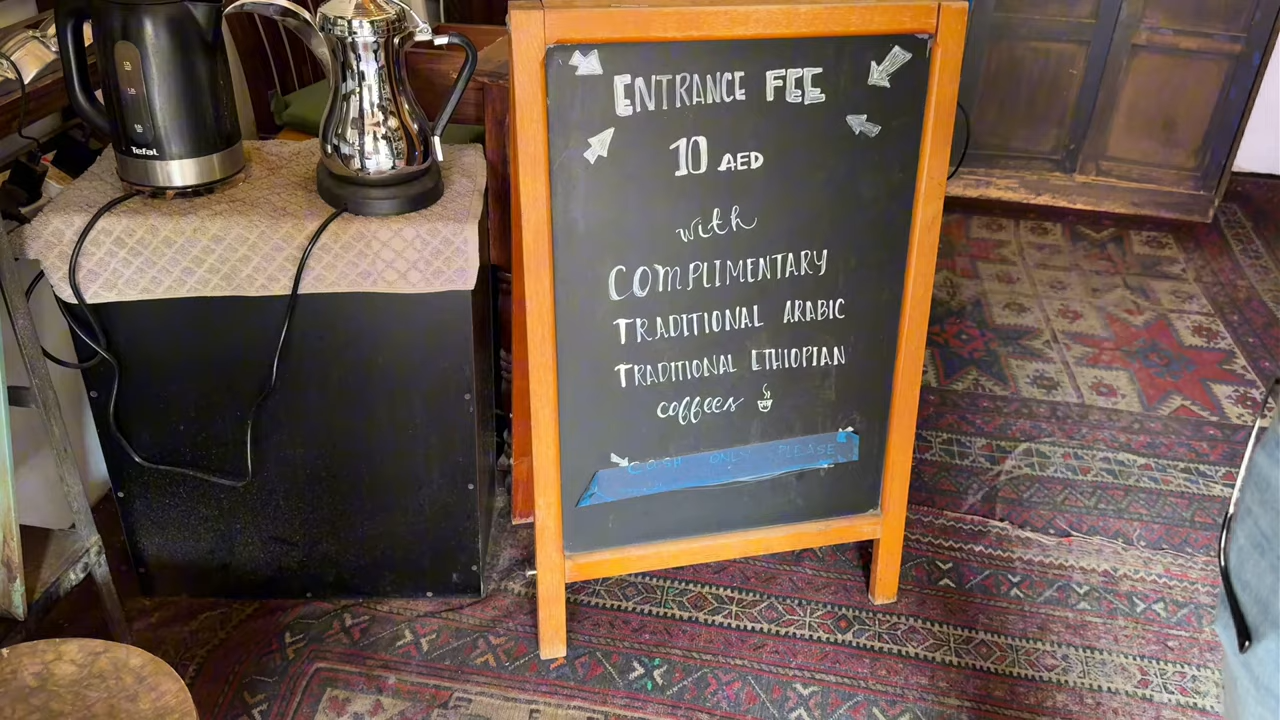 Tefal
ENTRANCE FEE
10 AED
with
COMPLIMENTARY
TRADITIONAL ARABIC
TRADITIONAL ETHIOPIAN
coffees
CASH ONLY PLEASE